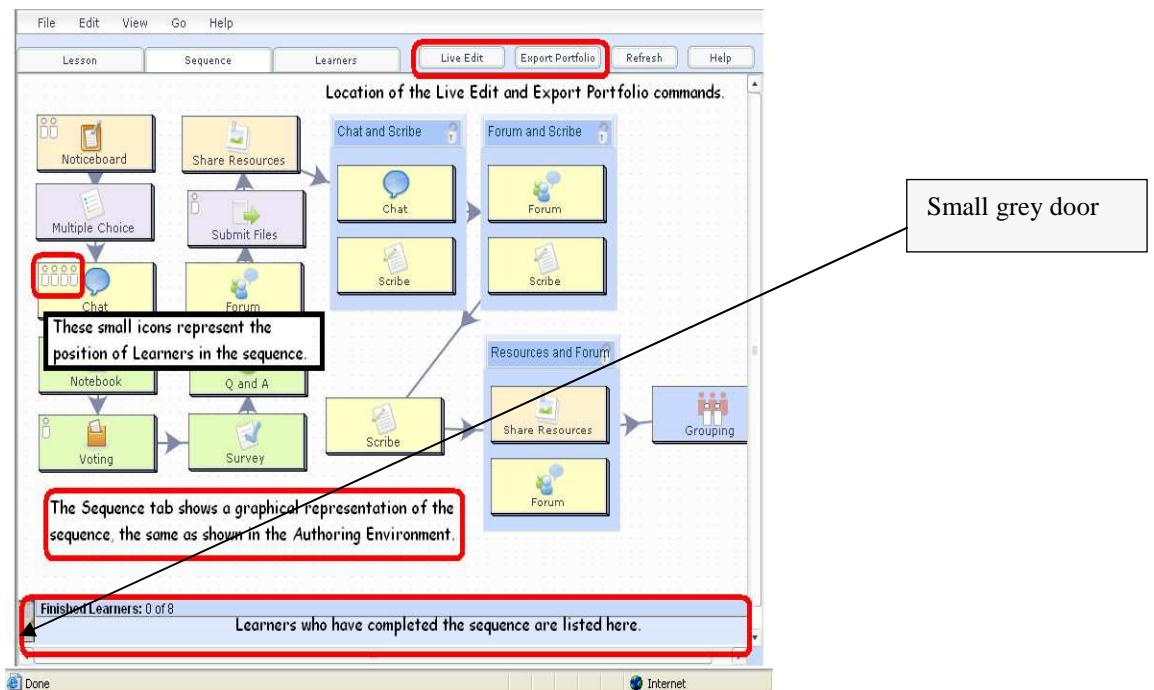 File Edit View Go Help
Lesson Sequence Learners Live Edit Export Portfolio Refresh Help
Location of the Live Edit and Export Portfolio commands.
Noticeboard
Share Resources
Chat and Scribe
Forum and Scribe
Multiple Choice
Submit Files
Chat
Forum
Small grey door
Scribe
Scribe
Chat
Forum
These small icons represent the
position of Learners in the sequence.
Notebook
Q and A
Resources and Forum
Voting
Survey
Scribe
Share Resources
Grouping
Forum
The Sequence tab shows a graphical representation of the
sequence, the same as shown in the Authoring Environment.
Finished Learners: 0 of 8
Learners who have completed the sequence are listed here.
Done
Internet